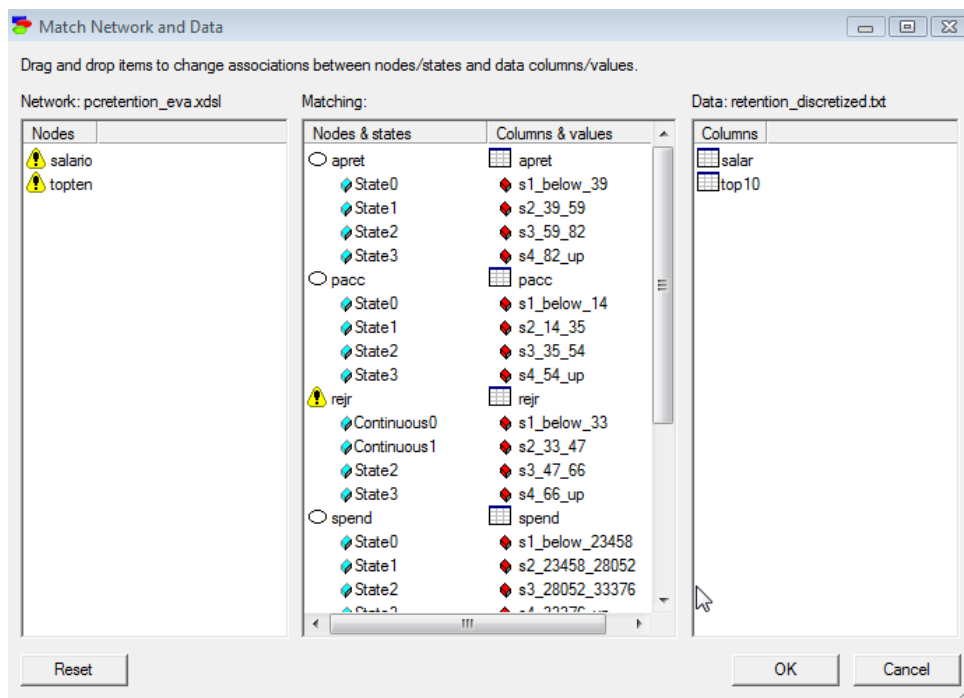 Match Network and Data
Drag and drop items to change associations between nodes/states and data columns/values.
Network: pcretention_eva.xdsl Matching: Data: retention_discretized.txt
Nodes Nodes & states Columns & values Columns
salario apret apret salar
topten State0 s1_below_39 top10
State1 s2_39_59
State2 s3_59_82
State3 s4_82_up
pacc pacc
State0 s1_below_14
State1 s2_14_35
State2 s3_35_54
State3 s4_54_up
rejr rejr
Continuous0 s1_below_33
Continuous1 s2_33_47
State2 s3_47_66
State3 s4_66_up
spend spend
State0 s1_below_23458
State1 s2_23458_28052
State2 s3_28052_33376
Reset OK Cancel